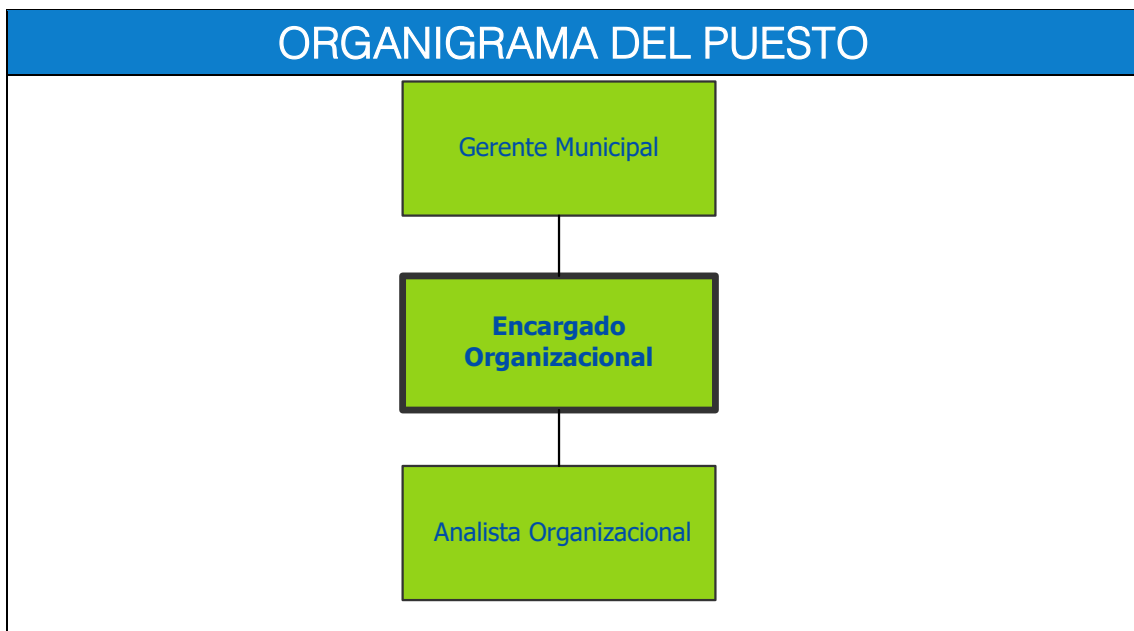 ORGANIGRAMA DEL PUESTO
Gerente Municipal
Encargado
Organizacional
Analista Organizacional